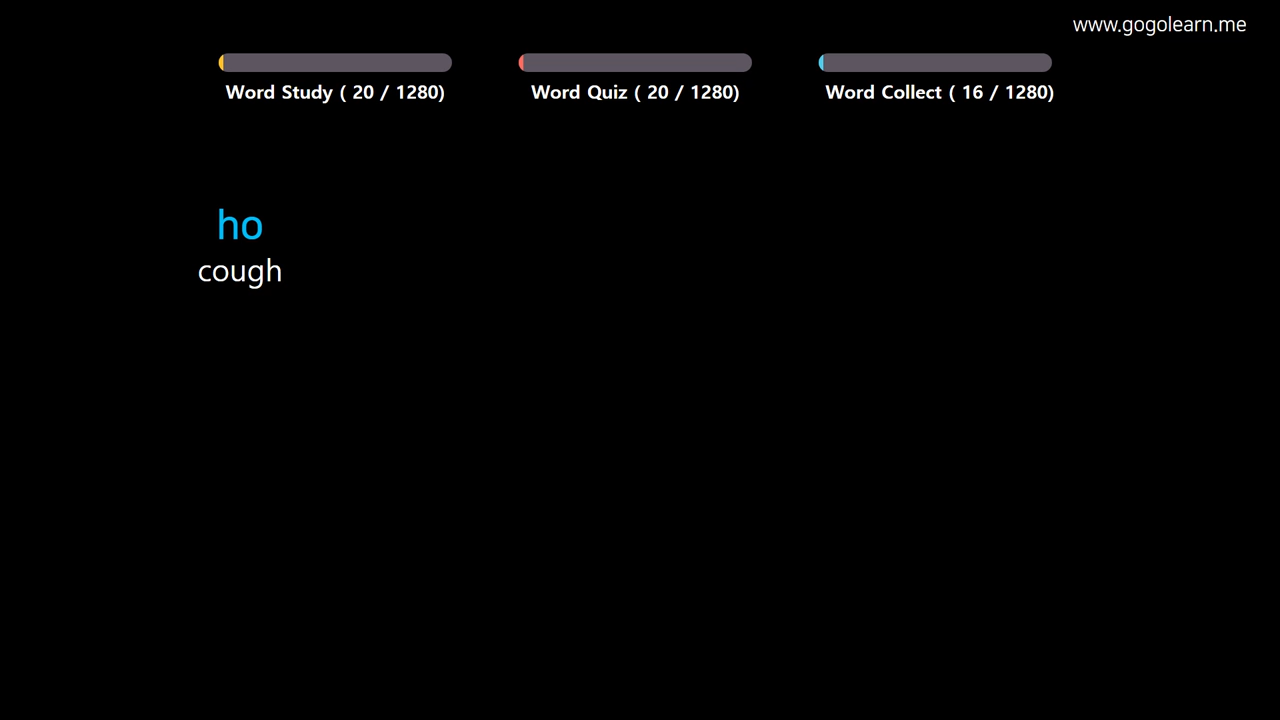 www.gogolearn.me
Word Study ( 20 / 1280)
Word Quiz ( 20 / 1280)
Word Collect ( 16 / 1280)
ho
cough